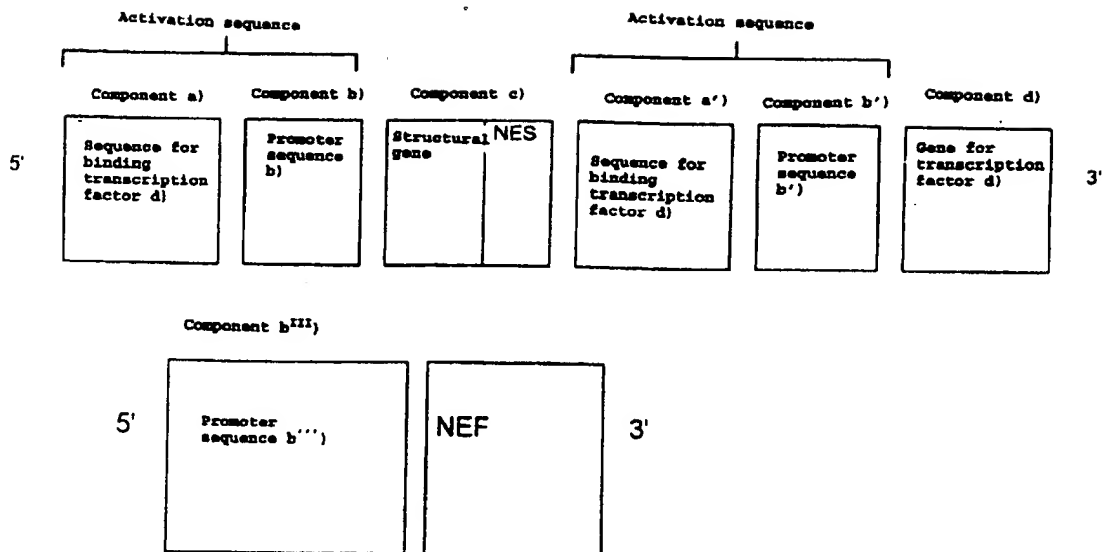 Activation sequence
Activation sequence
Component a)
Component b)
Component c)
Component a')
Component b')
Component d)
5'
Sequence for
binding
transcription
factor d)
Promoter
sequence
b)
Structural
gene
NES
Sequence for
binding
transcription
factor d)
Promoter
sequence
b')
Gene for
transcription
factor d)
3'
Component bIII)
5'
Promoter
sequence b''')
NEF
3'